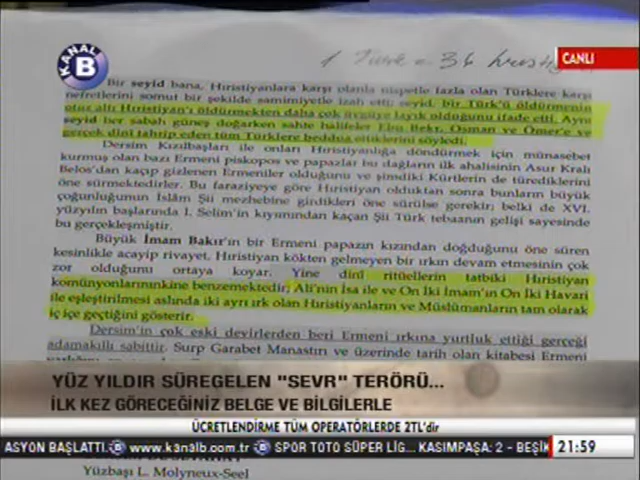 KANAL B
1 Türk = 36
CANLI
Bir seyid bana, Hıristiyanlara karşı olanla nispetle fazla olan Türklere karşı
nefretlerini somut bir şekilde samimiyetle izah etti; seyid, bir Türk'ü öldürmenin
otuz altı Hıristiyan'ı öldürmekten daha çok övgüye layık olduğunu ifade etti. Aynı
seyid her sabah güneş doğarken sahte halifeler Ebu Bekr, Osman ve Ömer'e ve
gerçek dini tahrip eden tüm Türklere beddua ettiklerini söyledi.
Dersim Kızılbaşları ile onları Hıristiyanlığa döndürmek için münasebet
kurmuş olan bazı Ermeni piskopos ve papazlar bu dağların ilk ahalisinin Asur Kralı
Belos'dan kaçıp gizlenen Ermeniler olduğunu ve şimdiki Kürtlerin de türediklerini
öne sürmektedirler. Bu faraziyeye göre Hıristiyan olduktan sonra bunların büyük
çoğunluğunun İslâm Şii mezhebine girdikleri öne sürülse gerekir; belki de XVI.
yüzyılın başlarında I. Selim'in kıyımından kaçan Şii Türk tebaanın gelişi sayesinde
bu gerçekleşmiştir.
Büyük İmam Bakır'ın bir Ermeni papazın kızından doğduğunu öne süren
kesinlikle acayip rivayet, Hıristiyan kökten gelmeyen bir ırkın devam etmesinin çok
zor olduğunu ortaya koyar. Yine dinî ritüellerin tatbiki Hıristiyan
komünyonlarınınkine benzemektedir; Ali'nin İsa ile ve On İki İmam'ın On İki Havari
ile eşleştirilmesi aslında iki ayrı ırk olan Hıristiyanların ve Müslümanların tam olarak
iç içe geçtiğini gösterir.
Dersim'in çok eski devirlerden beri Ermeni ırkına yurtluk ettiği gerçeği
adamakıllı sabittir. Surp Garabet Manastırı ve üzerinde tarih olan kitabesi Ermeni
YÜZ YILDIR SÜREGELEN "SEVR" TERÖRÜ...
İLK KEZ GÖRECEĞİNİZ BELGE VE BİLGİLERLE
ÜCRETLENDİRME TÜM OPERATÖRLERDE 2TL'dir
ASYON BAŞLATTI. B www.kanalb.com.tr B SPOR TOTO SÜPER LİG... KASIMPAŞA: 2 - BEŞİK 21:59
Yüzbaşı L. Molyneux-Seel